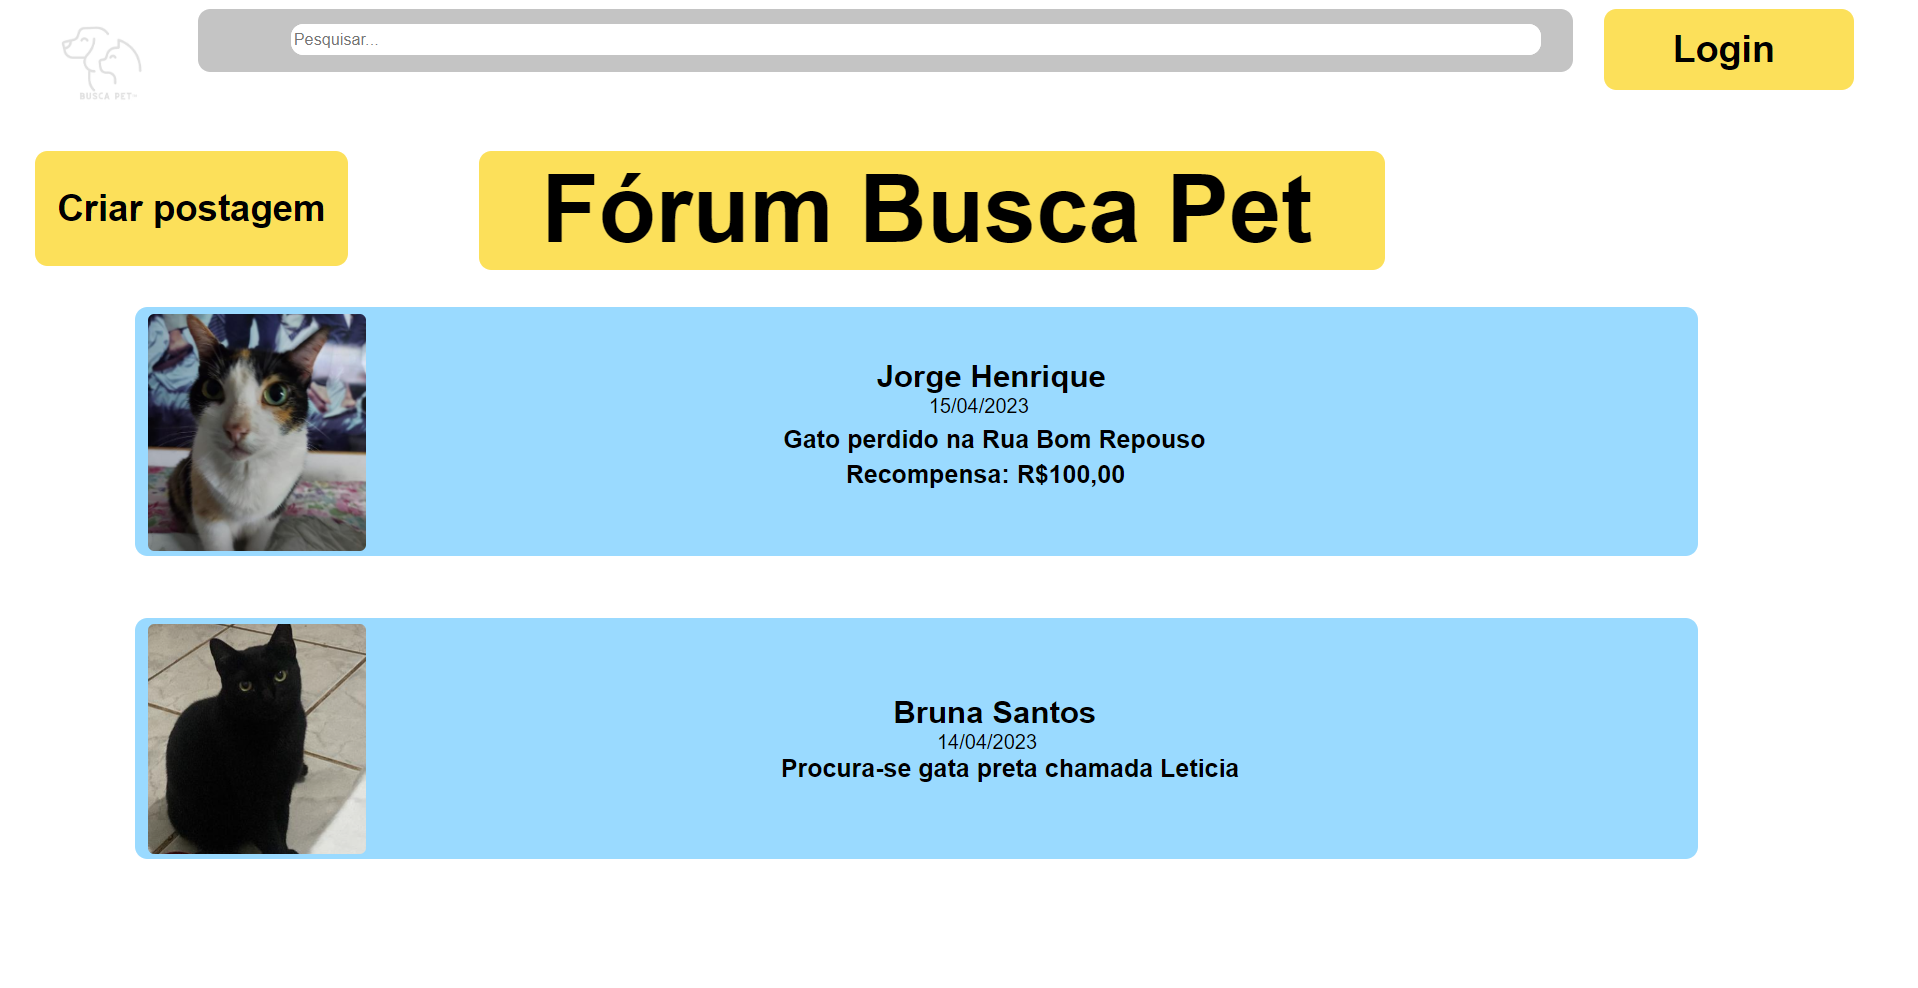 BUSCA PET
Pesquisar...
Login
Criar postagem
Fórum Busca Pet
Jorge Henrique
15/04/2023
Gato perdido na Rua Bom Repouso
Recompensa: R$100,00
Bruna Santos
14/04/2023
Procura-se gata preta chamada Leticia